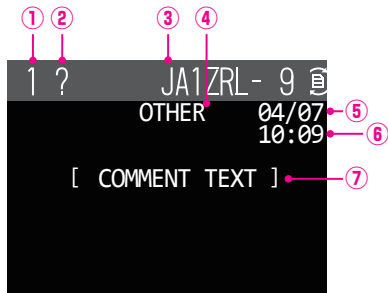 ① ② ③ ④
1 ? JA1ZRL- 9
OTHER 04/07 ⑤
10:09 ⑥
[ COMMENT TEXT ] ⑦